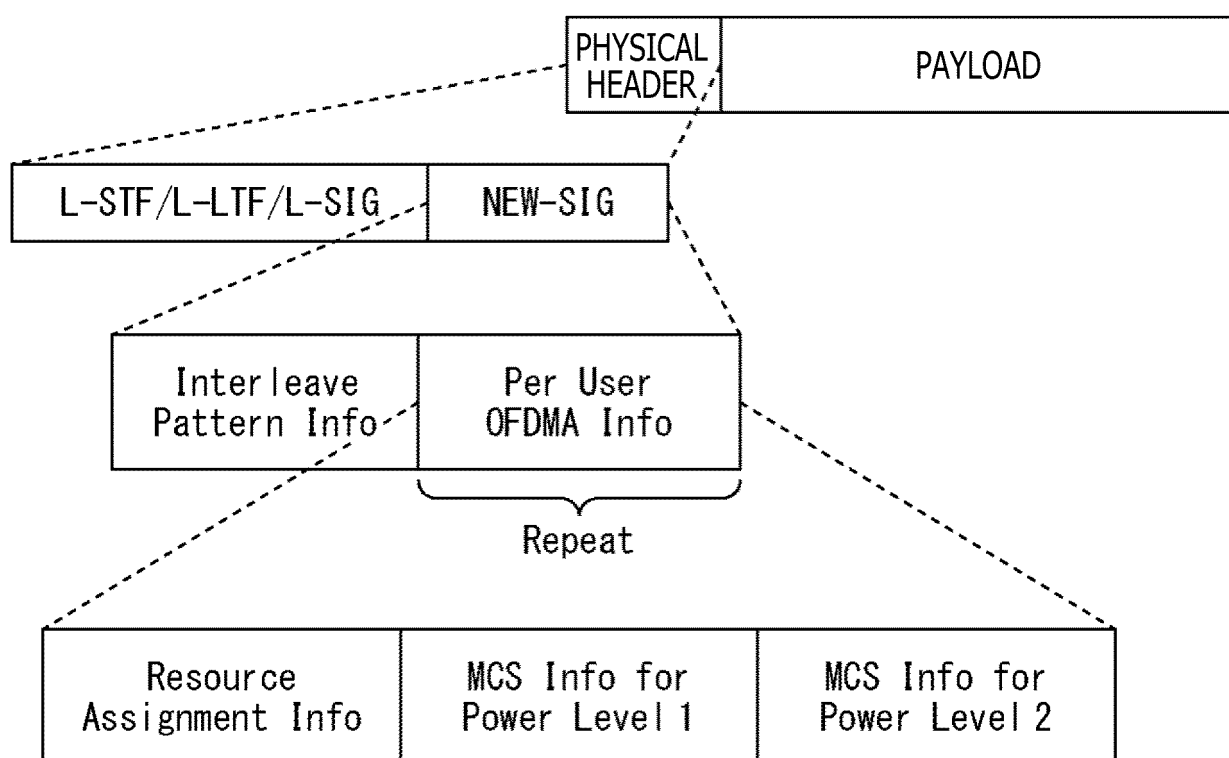 PHYSICAL
HEADER
PAYLOAD
L-STF/L-LTF/L-SIG
NEW-SIG
Interleave
Pattern Info
Per User
OFDMA Info
Repeat
Resource
Assignment Info
MCS Info for
Power Level 1
MCS Info for
Power Level 2